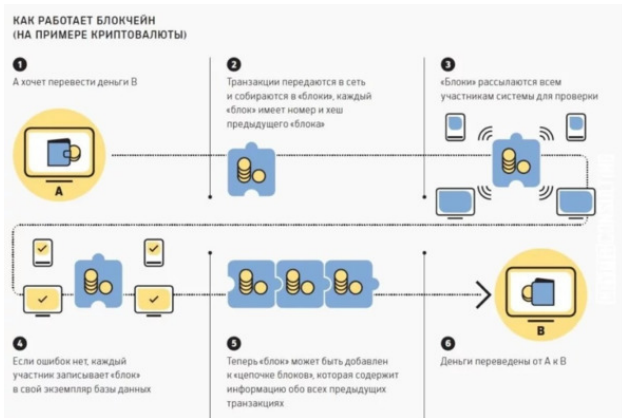 КАК РАБОТАЕТ БЛОКЧЕЙН
(НА ПРИМЕРЕ КРИПТОВАЛЮТЫ)
1
А хочет перевести деньги В
2
Транзакции передаются в сеть
и собираются в «блоки», каждый
«блок» имеет номер и хеш
предыдущего «блока»
3
«Блоки» рассылаются всем
участникам системы для проверки
A
B
4
Если ошибок нет, каждый
участник записывает «блок»
в свой экземпляр базы данных
5
Теперь «блок» может быть добавлен
к «цепочке блоков», которая содержит
информацию обо всех предыдущих
транзакциях
6
Деньги переведены от А к В